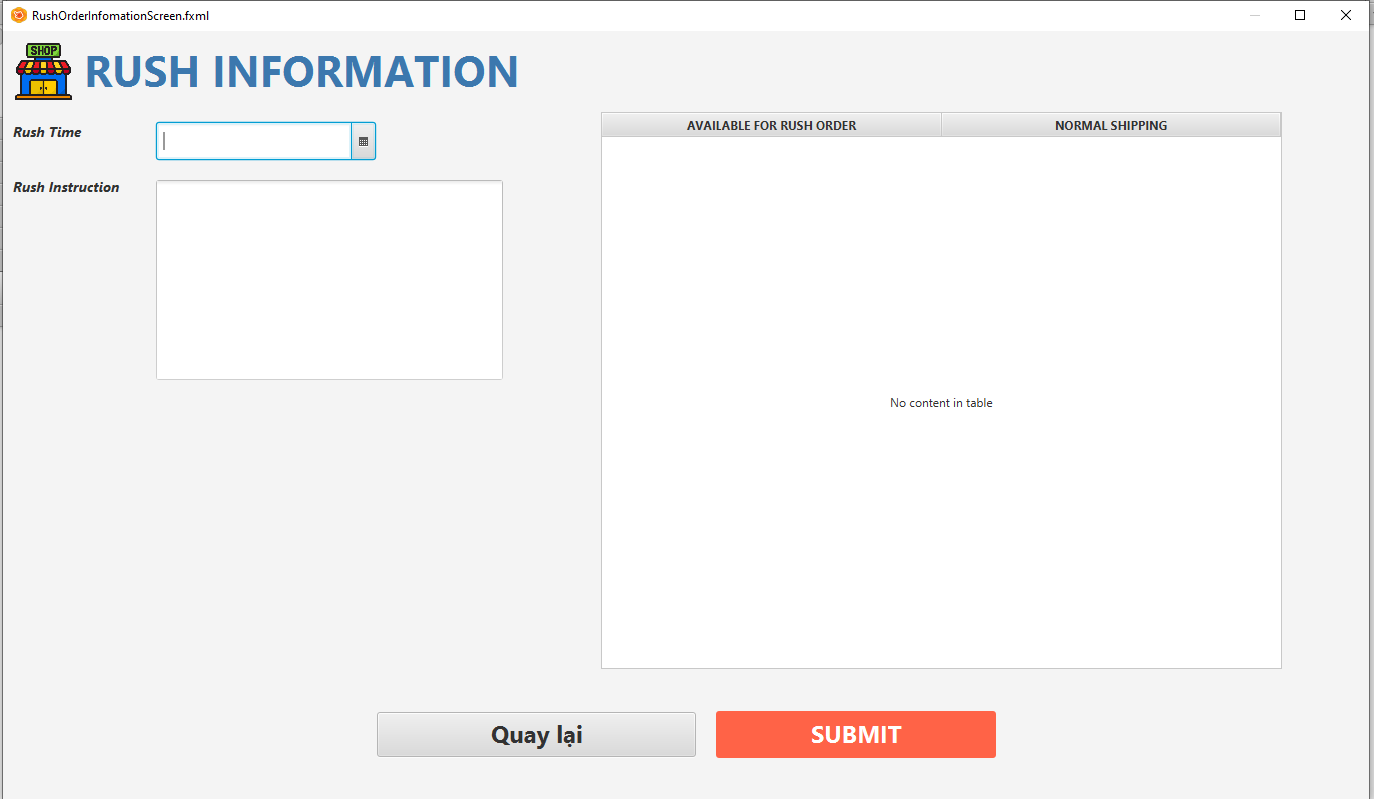 RushOrderInfomationScreen.fxml
SHOP
RUSH INFORMATION
Rush Time
Rush Instruction
AVAILABLE FOR RUSH ORDER
NORMAL SHIPPING
No content in table
Quay lại
SUBMIT